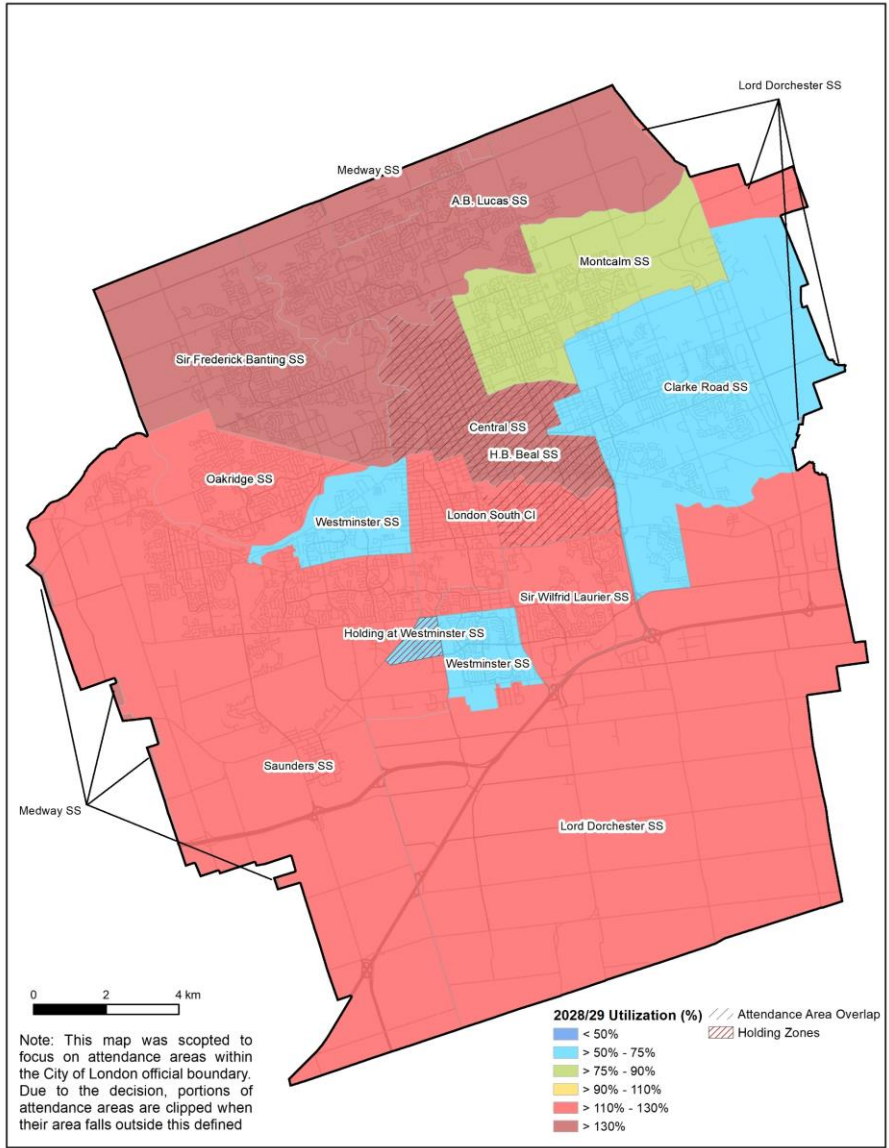 Lord Dorchester SS
Medway SS
A.B. Lucas SS
Montcalm SS
Sir Frederick Banting SS
Clarke Road SS
Central SS
H.B. Beal SS
Oakridge SS
Westminster SS
London South CI
Sir Wilfrid Laurier SS
Holding at Westminster SS
Westminster SS
Saunders SS
Medway SS
Lord Dorchester SS
0 2 4 km
Note: This map was scopted to
focus on attendance areas within
the City of London official boundary.
Due to the decision, portions of
attendance areas are clipped when
their area falls outside this defined
2028/29 Utilization (%)
< 50%
> 50% - 75%
> 75% - 90%
> 90% - 110%
> 110% - 130%
> 130%
Attendance Area Overlap
Holding Zones